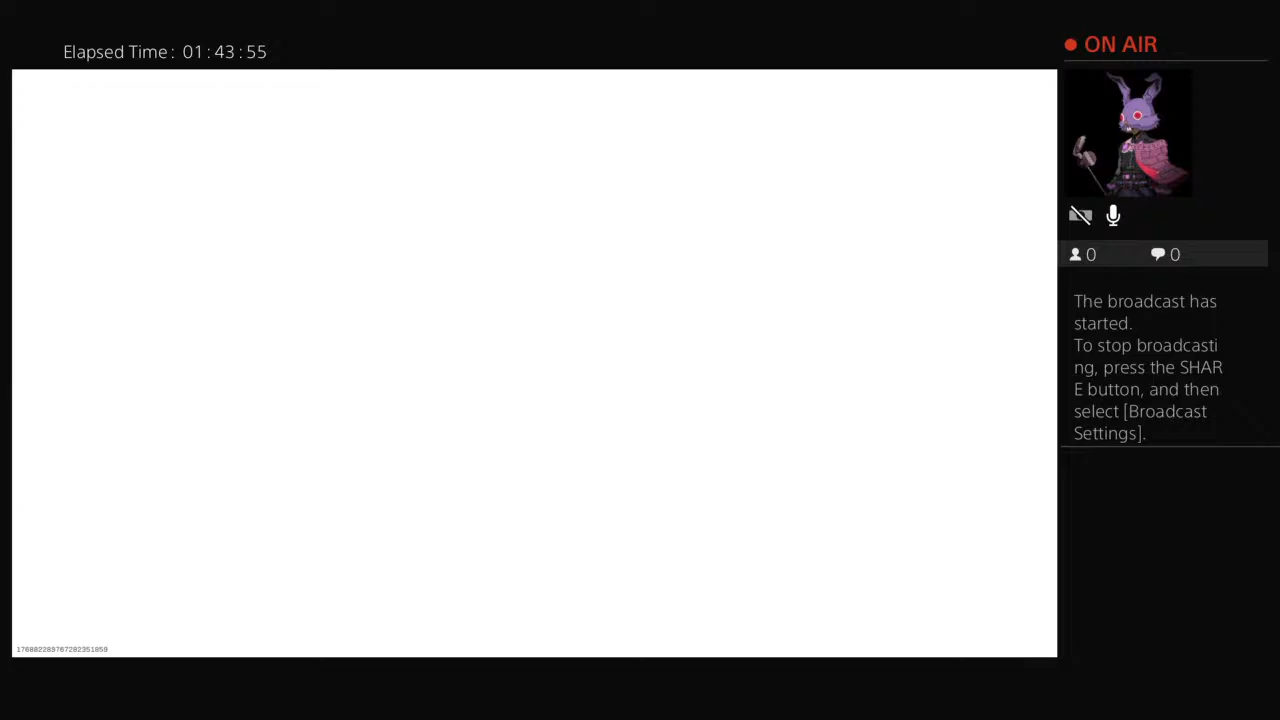 Elapsed Time: 01:43:55
ON AIR
0 0
The broadcast has
started.
To stop broadcasti
ng, press the SHAR
E button, and then
select [Broadcast
Settings].
176882289767282351859